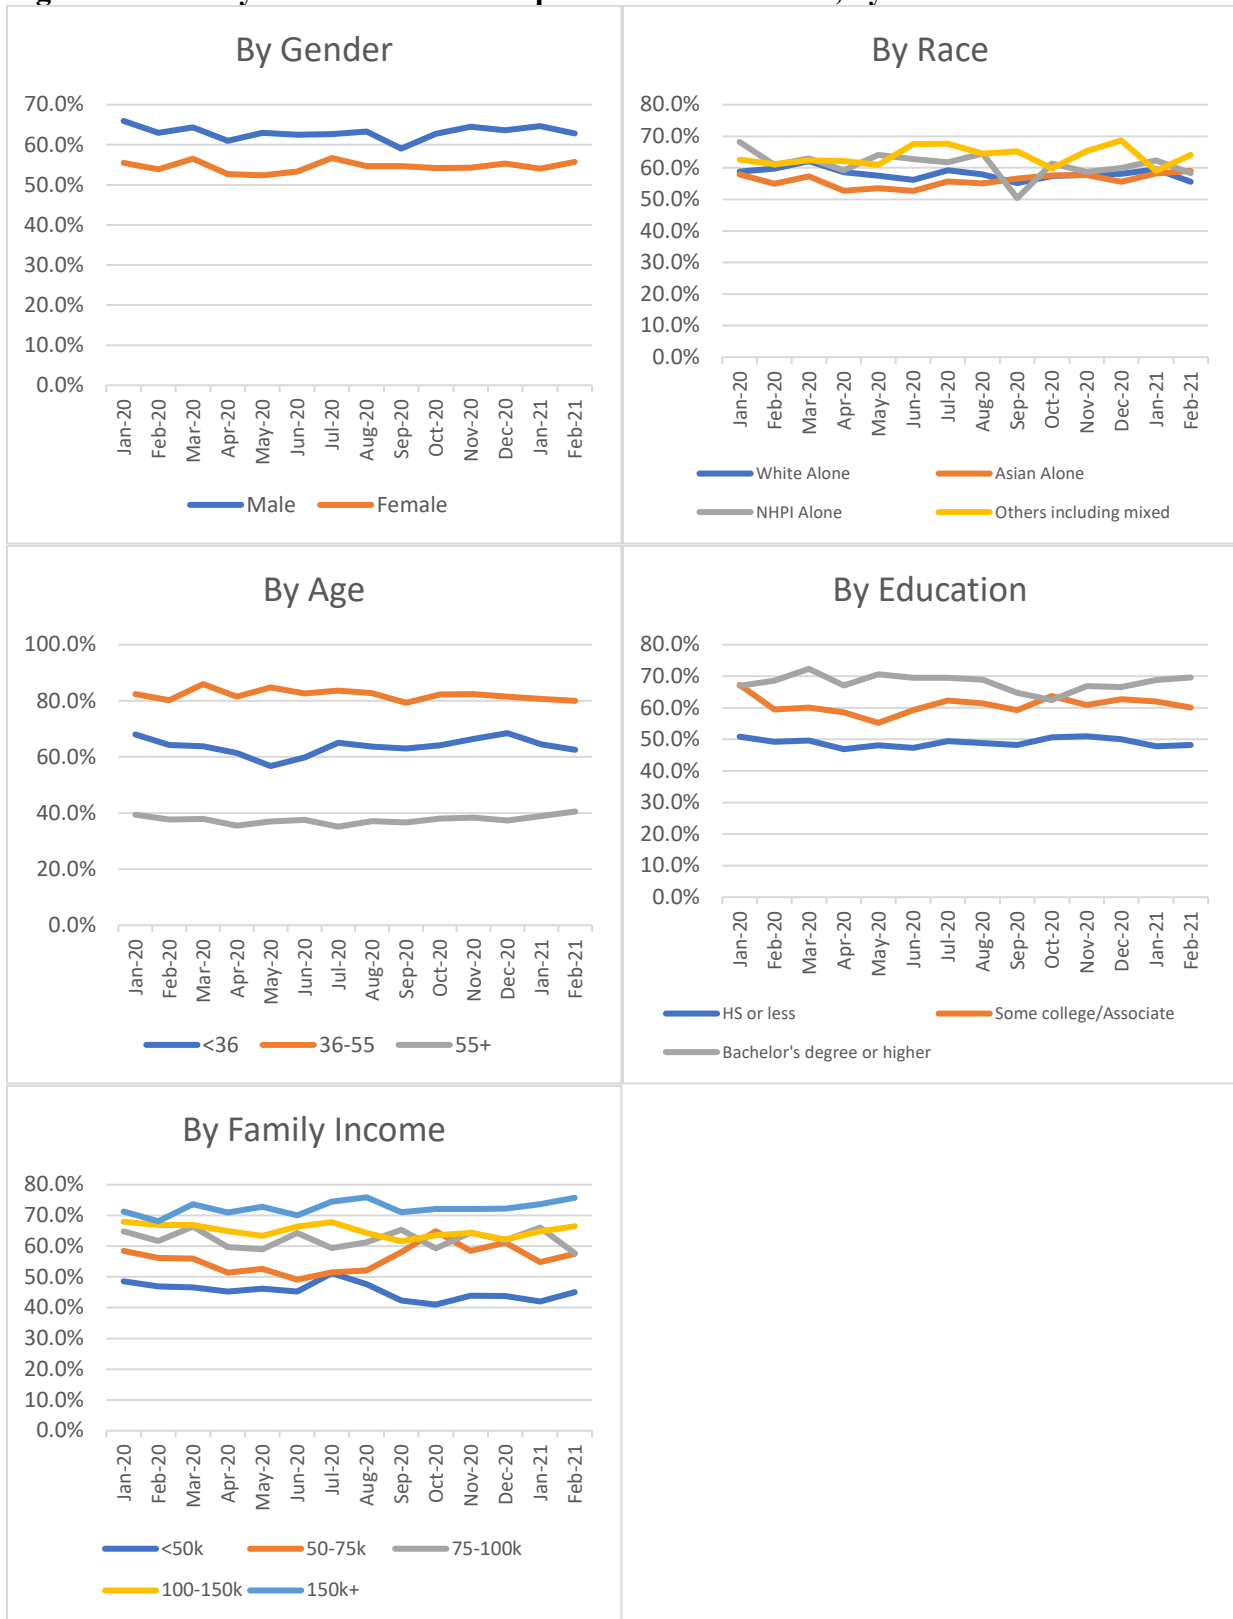 By Gender
70.0%
60.0%
50.0%
40.0%
30.0%
20.0%
10.0%
0.0%
Jan-20
Feb-20
Mar-20
Apr-20
May-20
Jun-20
Jul-20
Aug-20
Sep-20
Oct-20
Nov-20
Dec-20
Jan-21
Feb-21
Male Female
By Race
80.0%
70.0%
60.0%
50.0%
40.0%
30.0%
20.0%
10.0%
0.0%
Jan-20
Feb-20
Mar-20
Apr-20
May-20
Jun-20
Jul-20
Aug-20
Sep-20
Oct-20
Nov-20
Dec-20
Jan-21
Feb-21
White Alone Asian Alone
NHPI Alone Others including mixed
By Age
100.0%
80.0%
60.0%
40.0%
20.0%
0.0%
Jan-20
Feb-20
Mar-20
Apr-20
May-20
Jun-20
Jul-20
Aug-20
Sep-20
Oct-20
Nov-20
Dec-20
Jan-21
Feb-21
<36 36-55 55+
By Education
80.0%
70.0%
60.0%
50.0%
40.0%
30.0%
20.0%
10.0%
0.0%
Jan-20
Feb-20
Mar-20
Apr-20
May-20
Jun-20
Jul-20
Aug-20
Sep-20
Oct-20
Nov-20
Dec-20
Jan-21
Feb-21
HS or less Some college/Associate
Bachelor's degree or higher
By Family Income
80.0%
70.0%
60.0%
50.0%
40.0%
30.0%
20.0%
10.0%
0.0%
Jan-20
Feb-20
Mar-20
Apr-20
May-20
Jun-20
Jul-20
Aug-20
Sep-20
Oct-20
Nov-20
Dec-20
Jan-21
Feb-21
<50k 50-75k 75-100k
100-150k 150k+